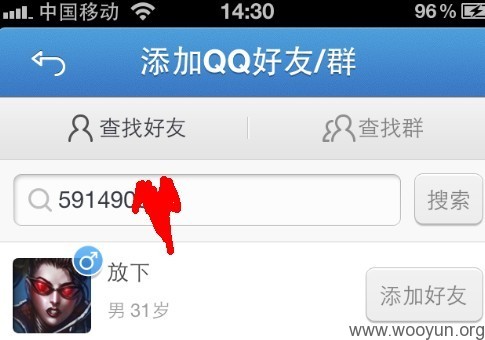 中国移动 14:30 96%
添加QQ好友/群
查找好友 查找群
591490 搜索
放下
男 31岁 添加好友
www.wooyun.org